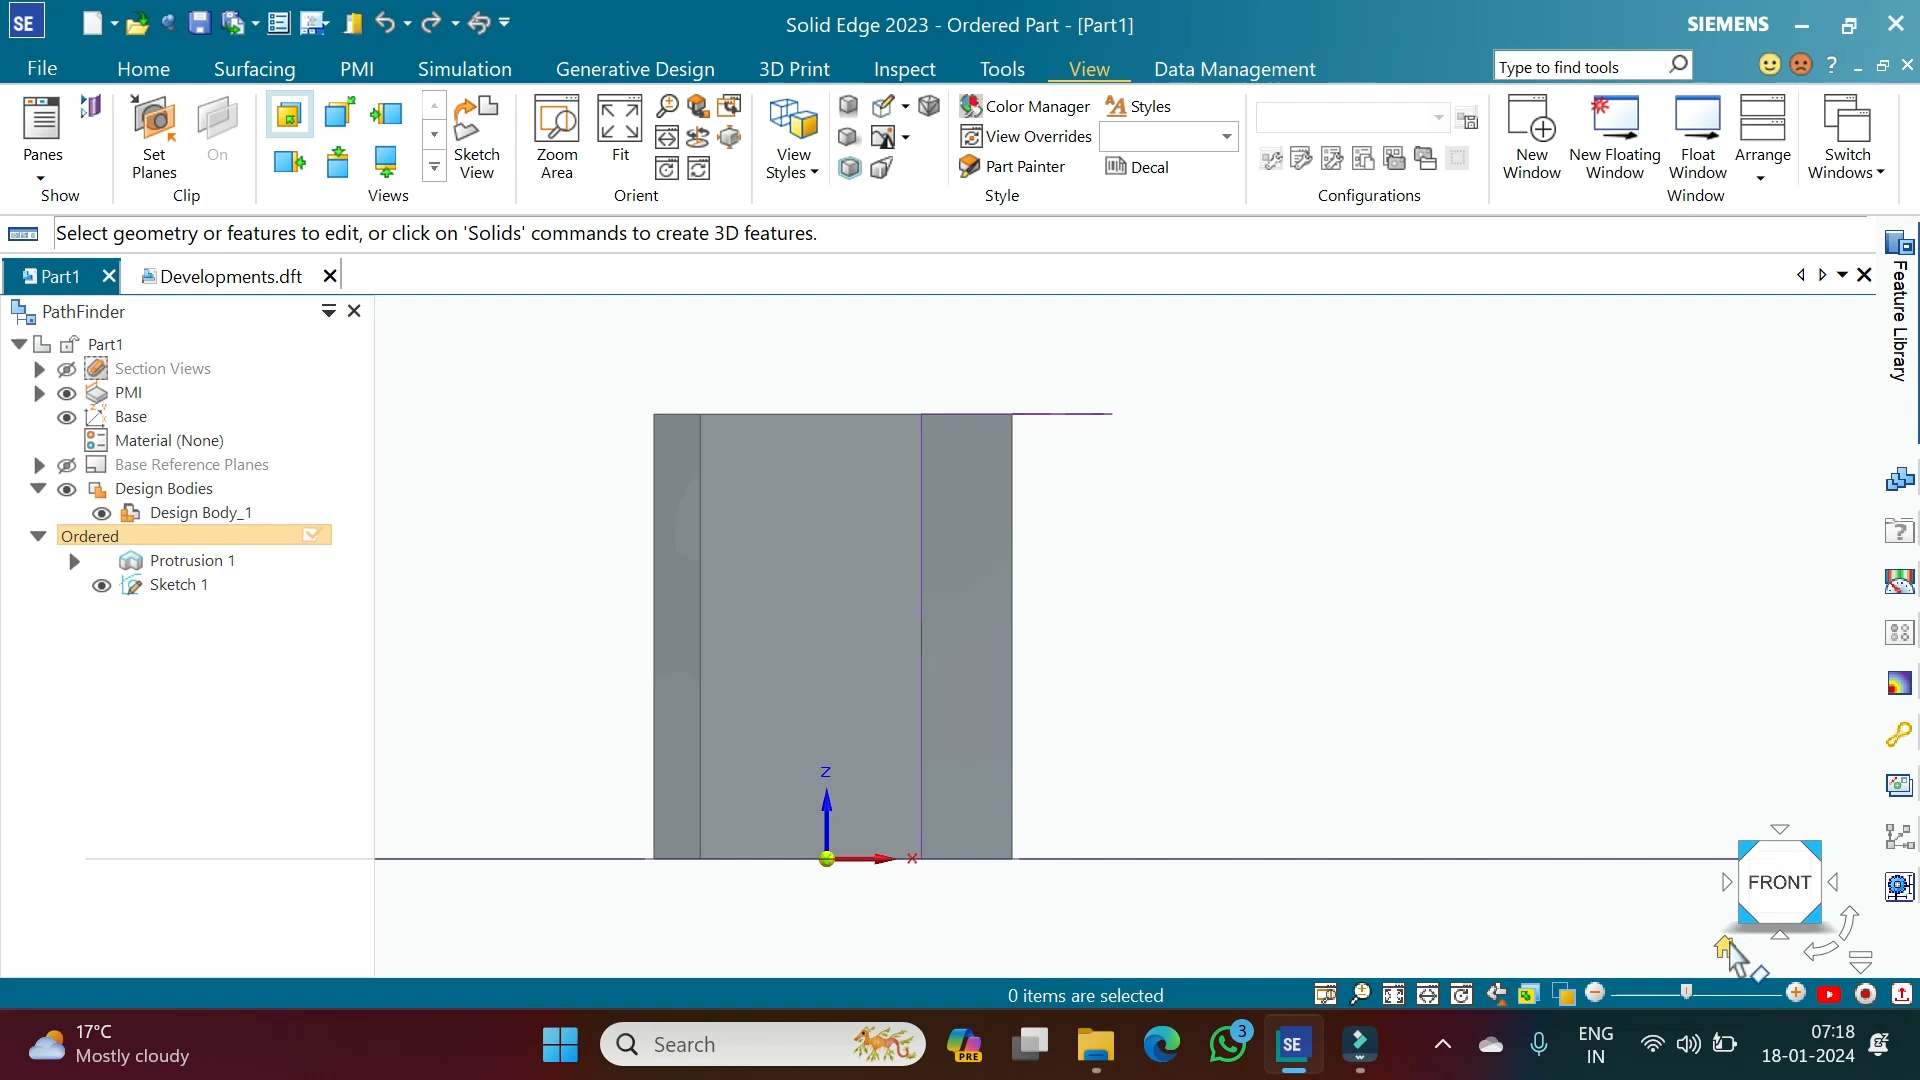 SE
Solid Edge 2023 - Ordered Part - [Part1]
SIEMENS
File
Home
Surfacing
PMI
Simulation
Generative Design
3D Print
Inspect
Tools
View
Data Management
Type to find tools
?
Panes
Show
Set
Planes
On
Clip
Views
Sketch
View
Zoom
Area
Fit
Orient
View
Styles
Color Manager
View Overrides
Part Painter
Styles
Decal
Style
Configurations
New
Window
New Floating
Window
Float
Window
Arrange
Window
Switch
Windows
Select geometry or features to edit, or click on 'Solids' commands to create 3D features.
Part1
Developments.dft
Feature Library
PathFinder
Part1
Section Views
PMI
Base
Material (None)
Base Reference Planes
Design Bodies
Design Body_1
Ordered
Protrusion 1
Sketch 1
Z
X
FRONT
0 items are selected
17°C
Mostly cloudy
Search
PRE
3
SE
ENG
IN
07:18
18-01-2024